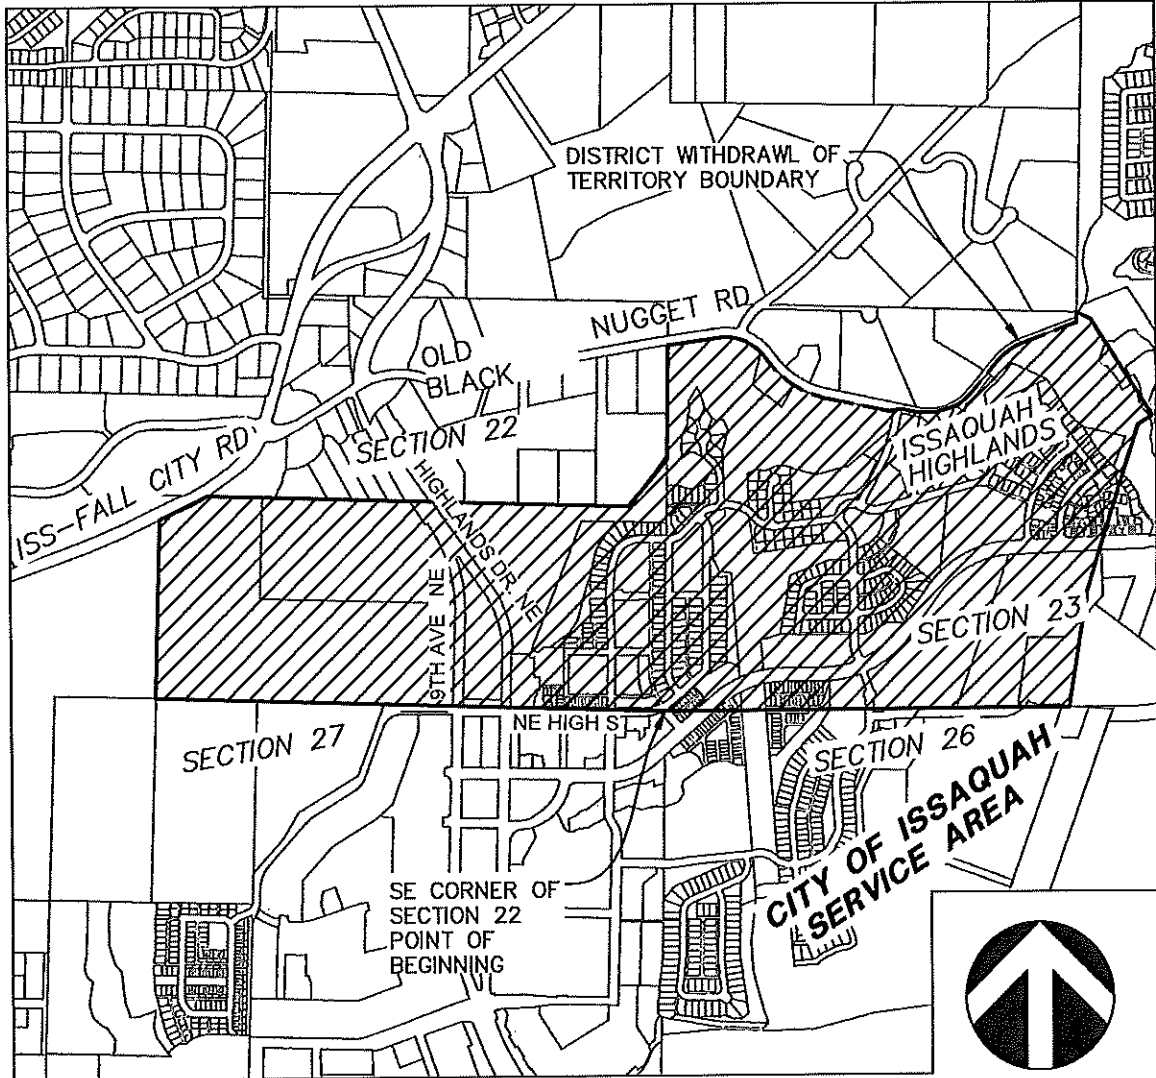 DISTRICT WITHDRAWL OF
TERRITORY BOUNDARY
NUGGET RD
OLD
BLACK
SECTION 22
ISS-FALL CITY RD
HIGHLANDS DR. NE
9TH AVE NE
ISSAQUAH
HIGHLANDS
SECTION 23
NE HIGH ST
SECTION 27
SECTION 26
CITY OF ISSAQUAH
SERVICE AREA
SE CORNER OF
SECTION 22
POINT OF
BEGINNING